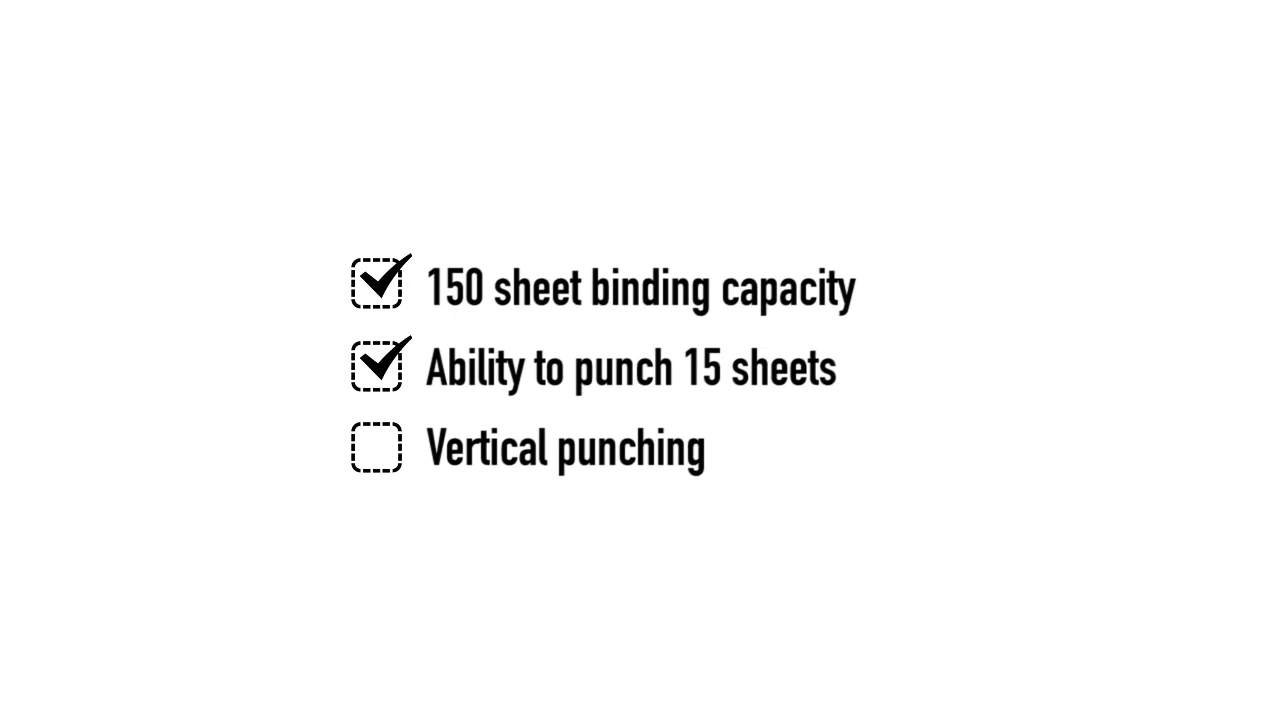 150 sheet binding capacity
Ability to punch 15 sheets
Vertical punching